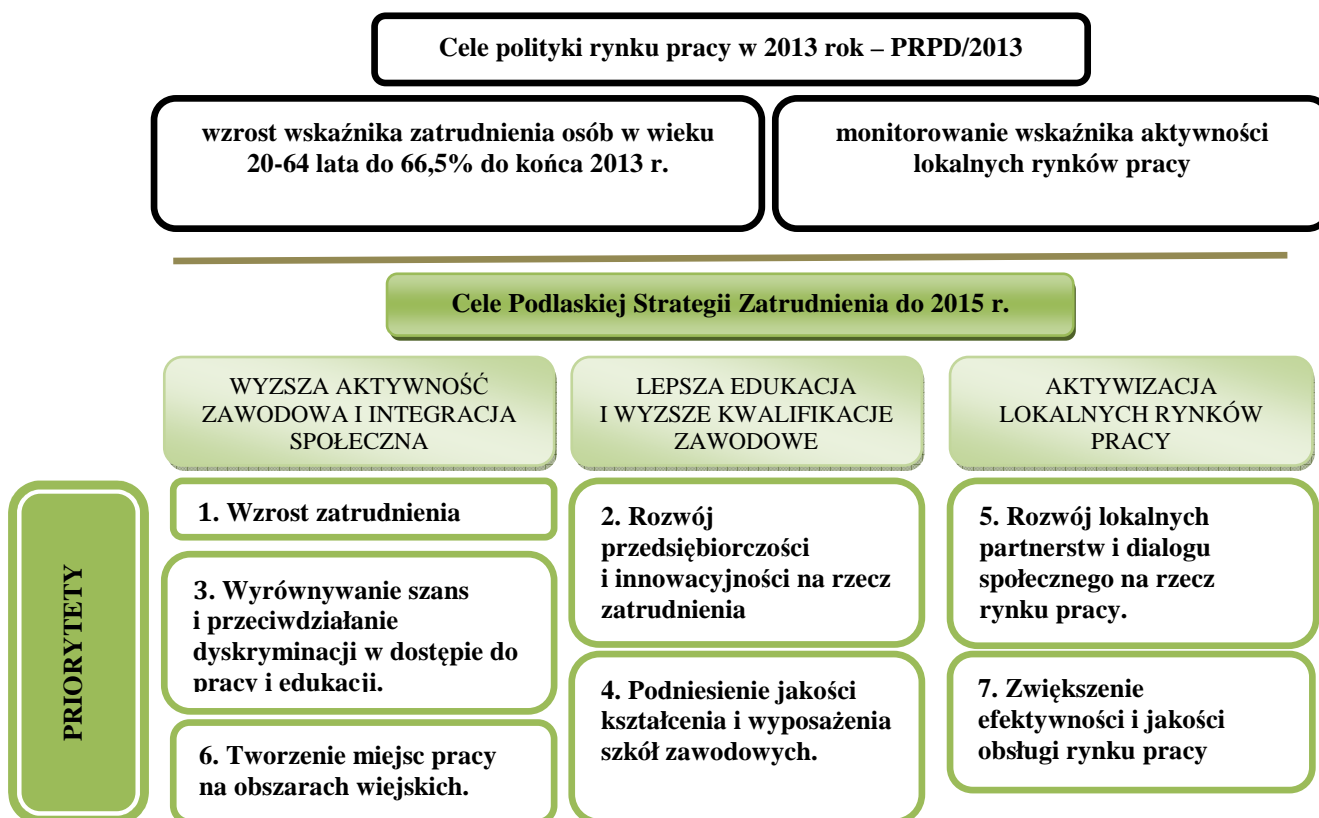 Cele polityki rynku pracy w 2013 rok – PRPD/2013
wzrost wskaźnika zatrudnienia osób w wieku
20-64 lata do 66,5% do końca 2013 r.
monitorowanie wskaźnika aktywności
lokalnych rynków pracy
Cele Podlaskiej Strategii Zatrudnienia do 2015 r.
WYZSZA AKTYWNOŚĆ
ZAWODOWA I INTEGRACJA
SPOŁECZNA
LEPSZA EDUKACJA
I WYZSZE KWALIFIKACJE
ZAWODOWE
AKTYWIZACJA
LOKALNYCH RYNKÓW
PRACY
PRIORYTETY
1. Wzrost zatrudnienia
3. Wyrównywanie szans
i przeciwdziałanie
dyskryminacji w dostępie do
pracy i edukacji.
6. Tworzenie miejsc pracy
na obszarach wiejskich.
2. Rozwój
przedsiębiorczości
i innowacyjności na rzecz
zatrudnienia
4. Podniesienie jakości
kształcenia i wyposażenia
szkół zawodowych.
5. Rozwój lokalnych
partnerstw i dialogu
społecznego na rzecz
rynku pracy.
7. Zwiększenie
efektywności i jakości
obsługi rynku pracy